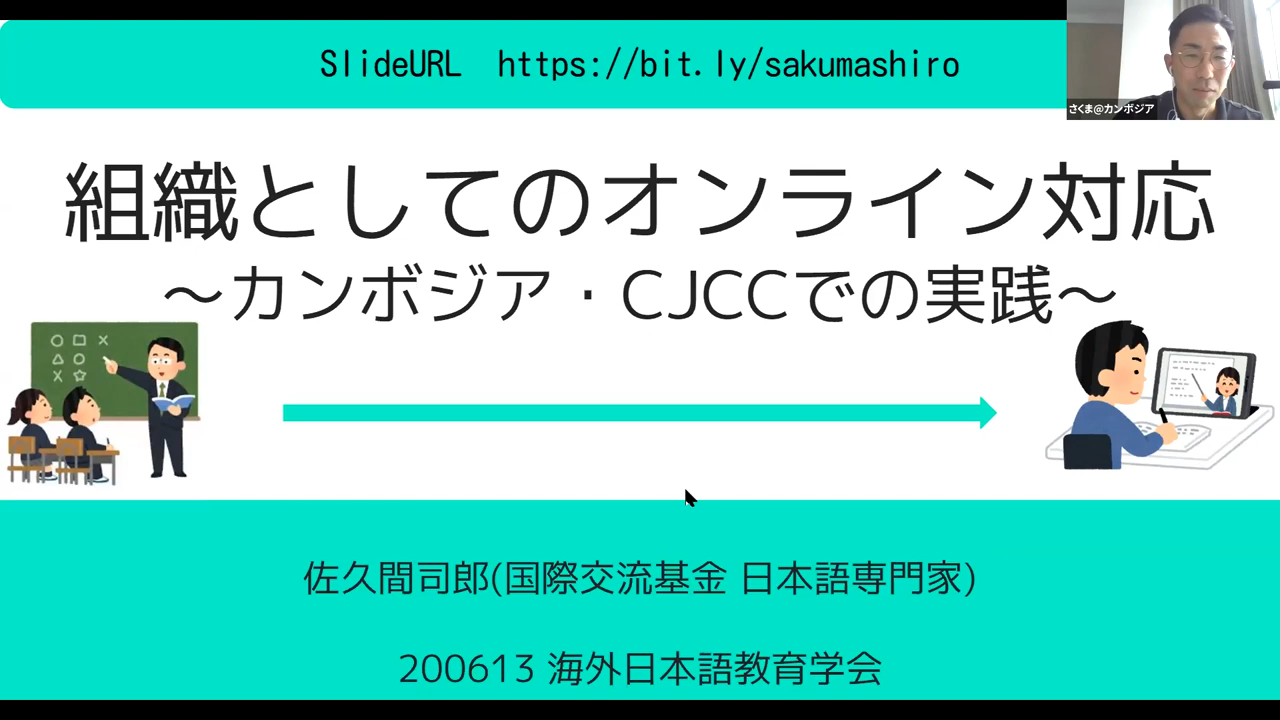 SlideURL https://bit.ly/sakumashiro
さくま@カンボジア
組織としてのオンライン対応
～カンボジア・CJCCでの実践～
佐久間司郎(国際交流基金 日本語専門家)
200613 海外日本語教育学会